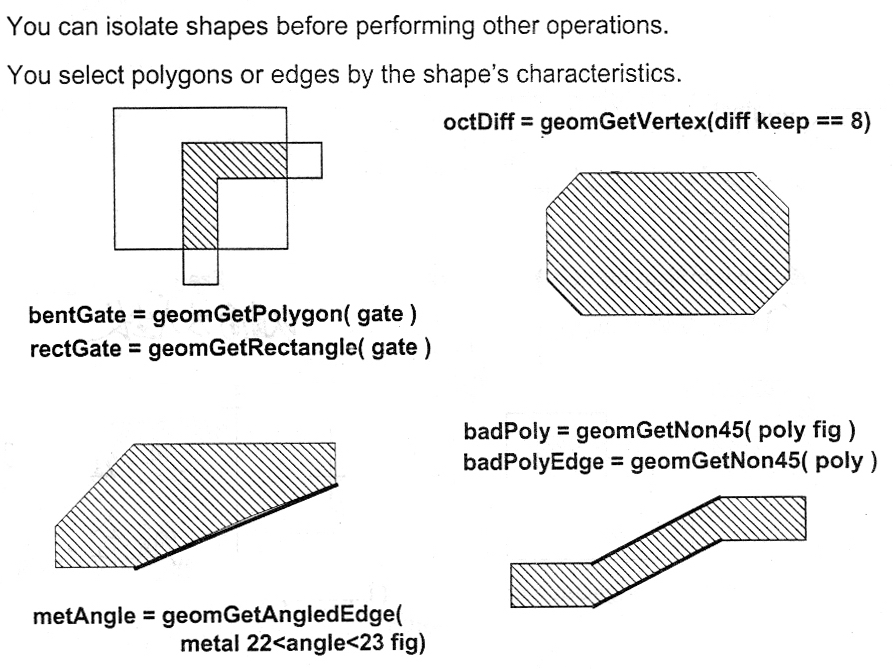 You can isolate shapes before performing other operations.
You select polygons or edges by the shape's characteristics.
octDiff = geomGetVertex(diff keep == 8)
bentGate = geomGetPolygon( gate )
rectGate = geomGetRectangle( gate )
badPoly = geomGetNon45( poly fig )
badPolyEdge = geomGetNon45( poly )
metAngle = geomGetAngledEdge(
metal 22<angle<23 fig)